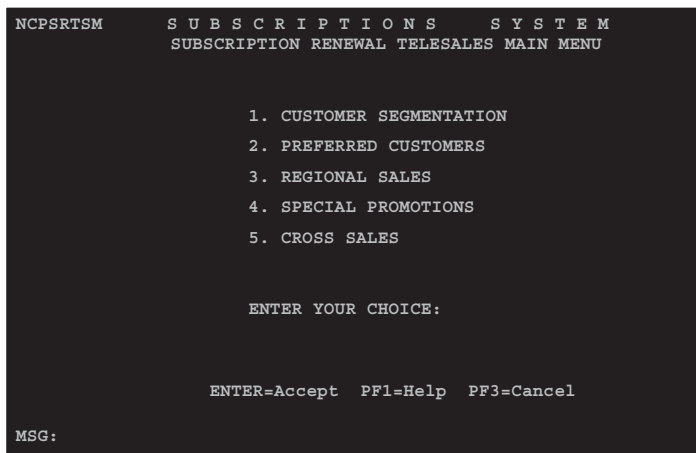 NCPSRTSM S U B S C R I P T I O N S S Y S T E M
SUBSCRIPTION RENEWAL TELESALES MAIN MENU
1. CUSTOMER SEGMENTATION
2. PREFERRED CUSTOMERS
3. REGIONAL SALES
4. SPECIAL PROMOTIONS
5. CROSS SALES
ENTER YOUR CHOICE:
ENTER=Accept PF1=Help PF3=Cancel
MSG: